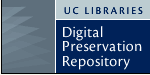 UC LIBRARIES
Digital
Preservation
Repository